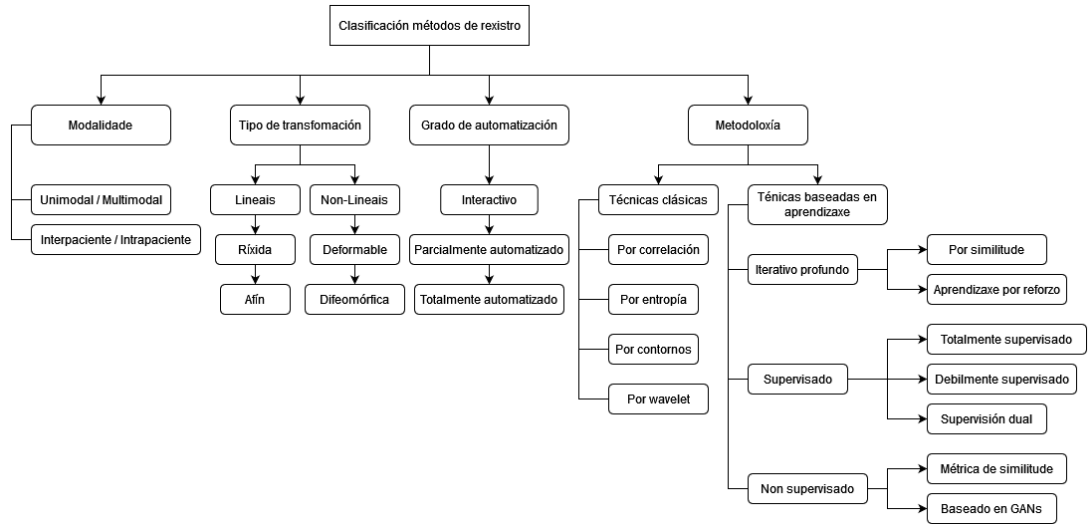 Clasificación métodos de rexistro
Modalidade
Tipo de transfomación
Grado de automatización
Metodoloxía
Unimodal / Multimodal
Interpaciente / Intrapaciente
Lineais
Non-Lineais
Ríxida
Deformable
Afín
Difeomórfica
Interactivo
Parcialmente automatizado
Totalmente automatizado
Técnicas clásicas
Por correlación
Por entropía
Por contornos
Por wavelet
Ténicas baseadas en
aprendizaxe
Iterativo profundo
Por similitude
Aprendizaxe por reforzo
Supervisado
Totalmente supervisado
Debilmente supervisado
Supervisión dual
Non supervisado
Métrica de similitude
Baseado en GANs